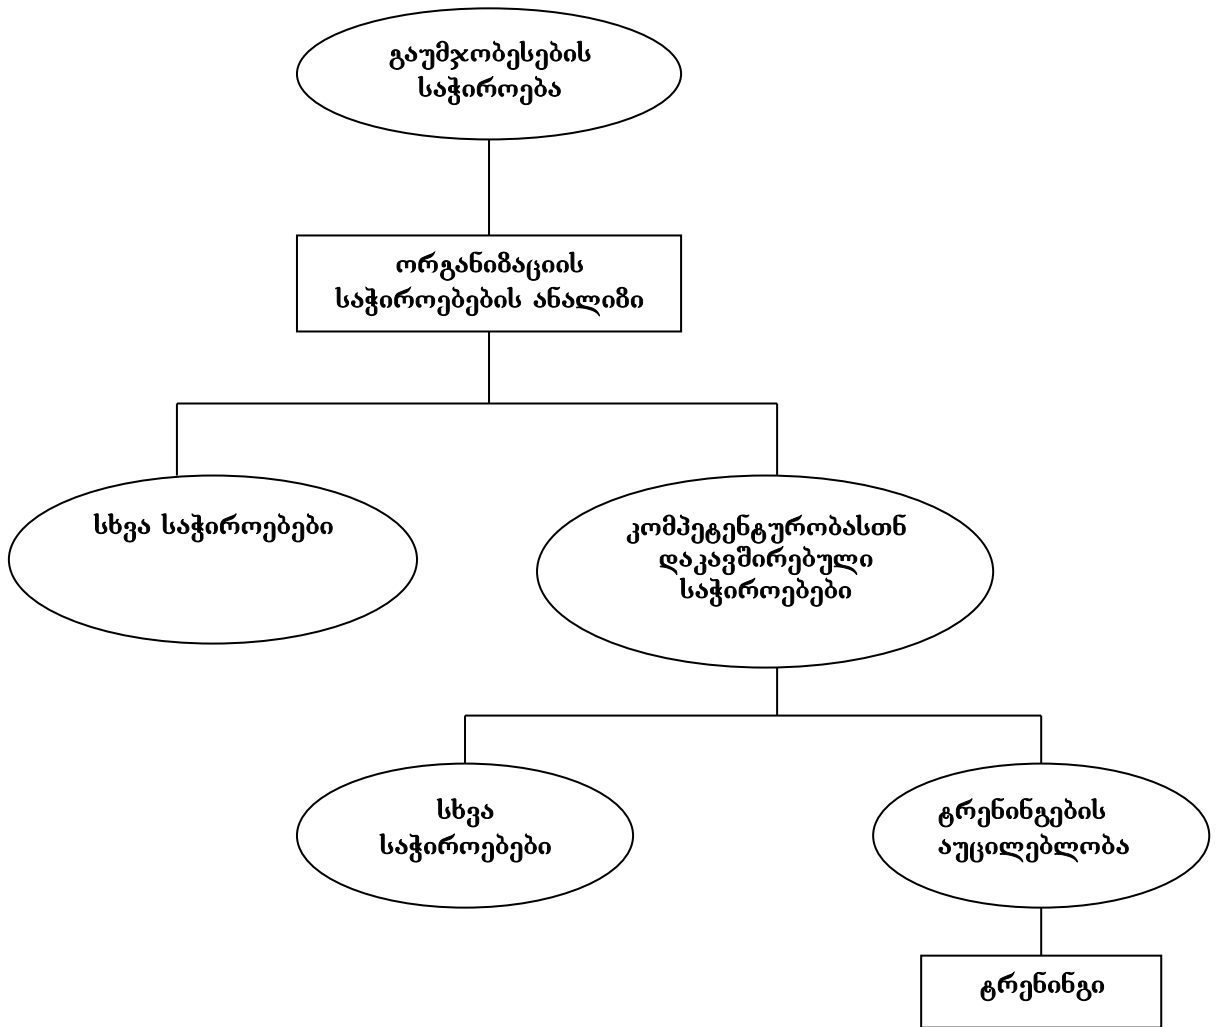 გაუმჯობესების
საჭიროება
ორგანიზაციის
საჭიროებების ანალიზი
სხვა საჭიროებები
კომპეტენტურობასთნ
დაკავშირებული
საჭიროებები
სხვა
საჭიროებები
ტრენინგების
აუცილებლობა
ტრენინგი